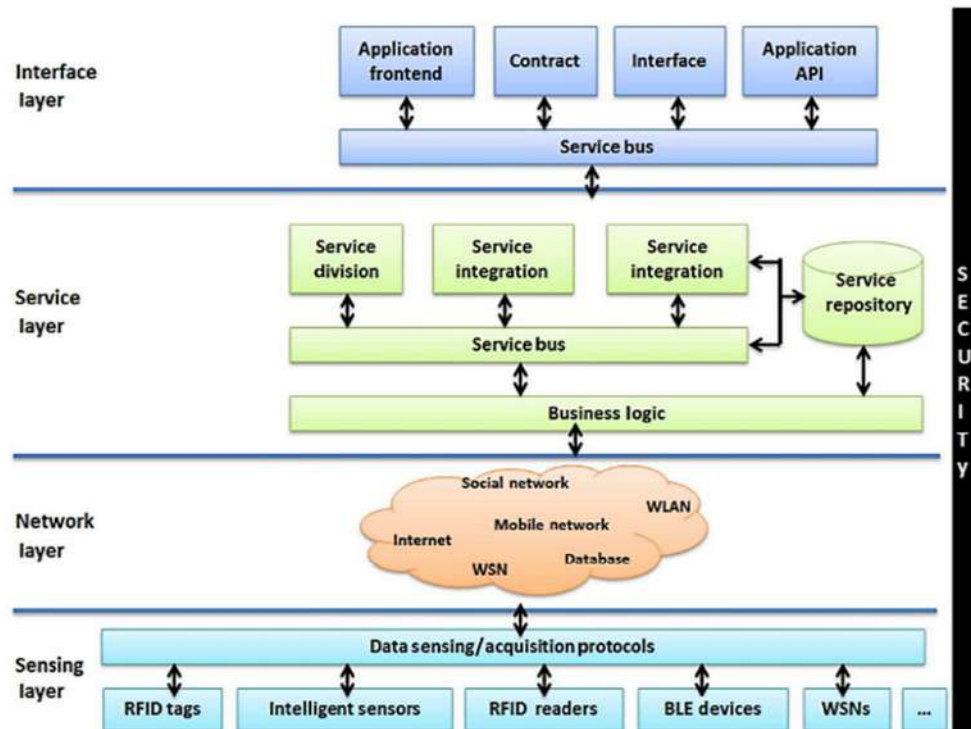 Interface
layer
Application
frontend
Contract
Interface
Application
API
Service bus
Service
layer
Service
division
Service
integration
Service
integration
Service
repository
Service bus
Business logic
Network
layer
Social network
WLAN
Mobile network
Internet
Database
WSN
Sensing
layer
Data sensing/acquisition protocols
RFID tags
Intelligent sensors
RFID readers
BLE devices
WSNs
...
S
E
C
U
R
I
T
y